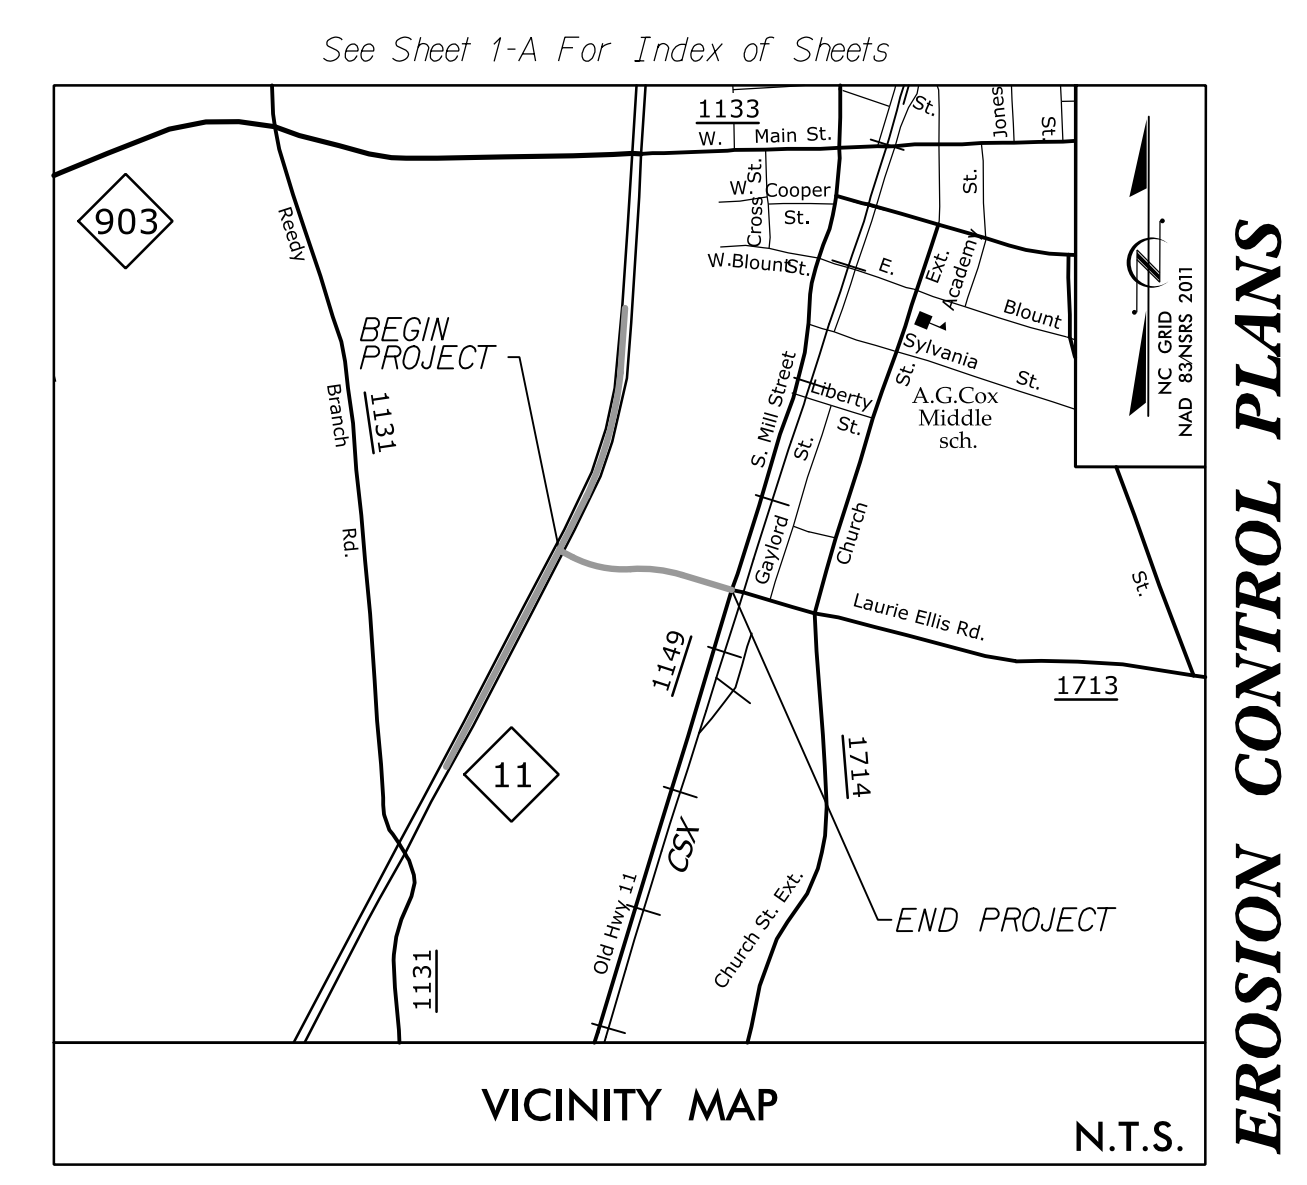 See Sheet 1-A For Index of Sheets
1133
W. Main St.
St.
Jones
St.
903
Reedy
Branch
Rd.
1131
W. Cooper
St.
Cross St.
W.Blount St.
E.
Blount
St.
Academy
Ext.
NC GRID
NAD 83/NSRS 2011
BEGIN
PROJECT
Sylvania
St.
St.
A.G.Cox
Middle
sch.
Liberty
St.
S. Mill Street
St.
Gaylord
Church
St.
Laurie Ellis Rd.
1713
1149
1714
11
CSX
Old Hwy 11
Church St. Ext.
END PROJECT
1131
VICINITY MAP
N.T.S.
EROSION CONTROL PLANS